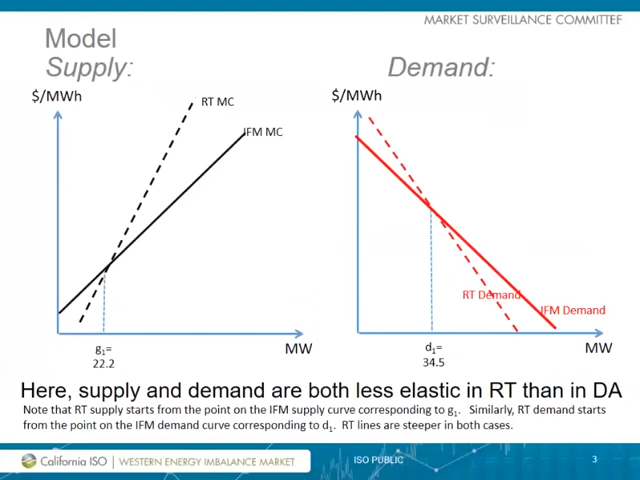 MARKET SURVEILLANCE COMMITTEE
Model
Supply:
Demand:
$/MWh
$/MWh
RT MC
IFM MC
RT Demand
IFM Demand
g1=
22.2
MW
d1=
34.5
MW
Here, supply and demand are both less elastic in RT than in DA
Note that RT supply starts from the point on the IFM supply curve corresponding to g1. Similarly, RT demand starts
from the point on the IFM demand curve corresponding to d1. RT lines are steeper in both cases.
California ISO | WESTERN ENERGY IMBALANCE MARKET
ISO PUBLIC
3